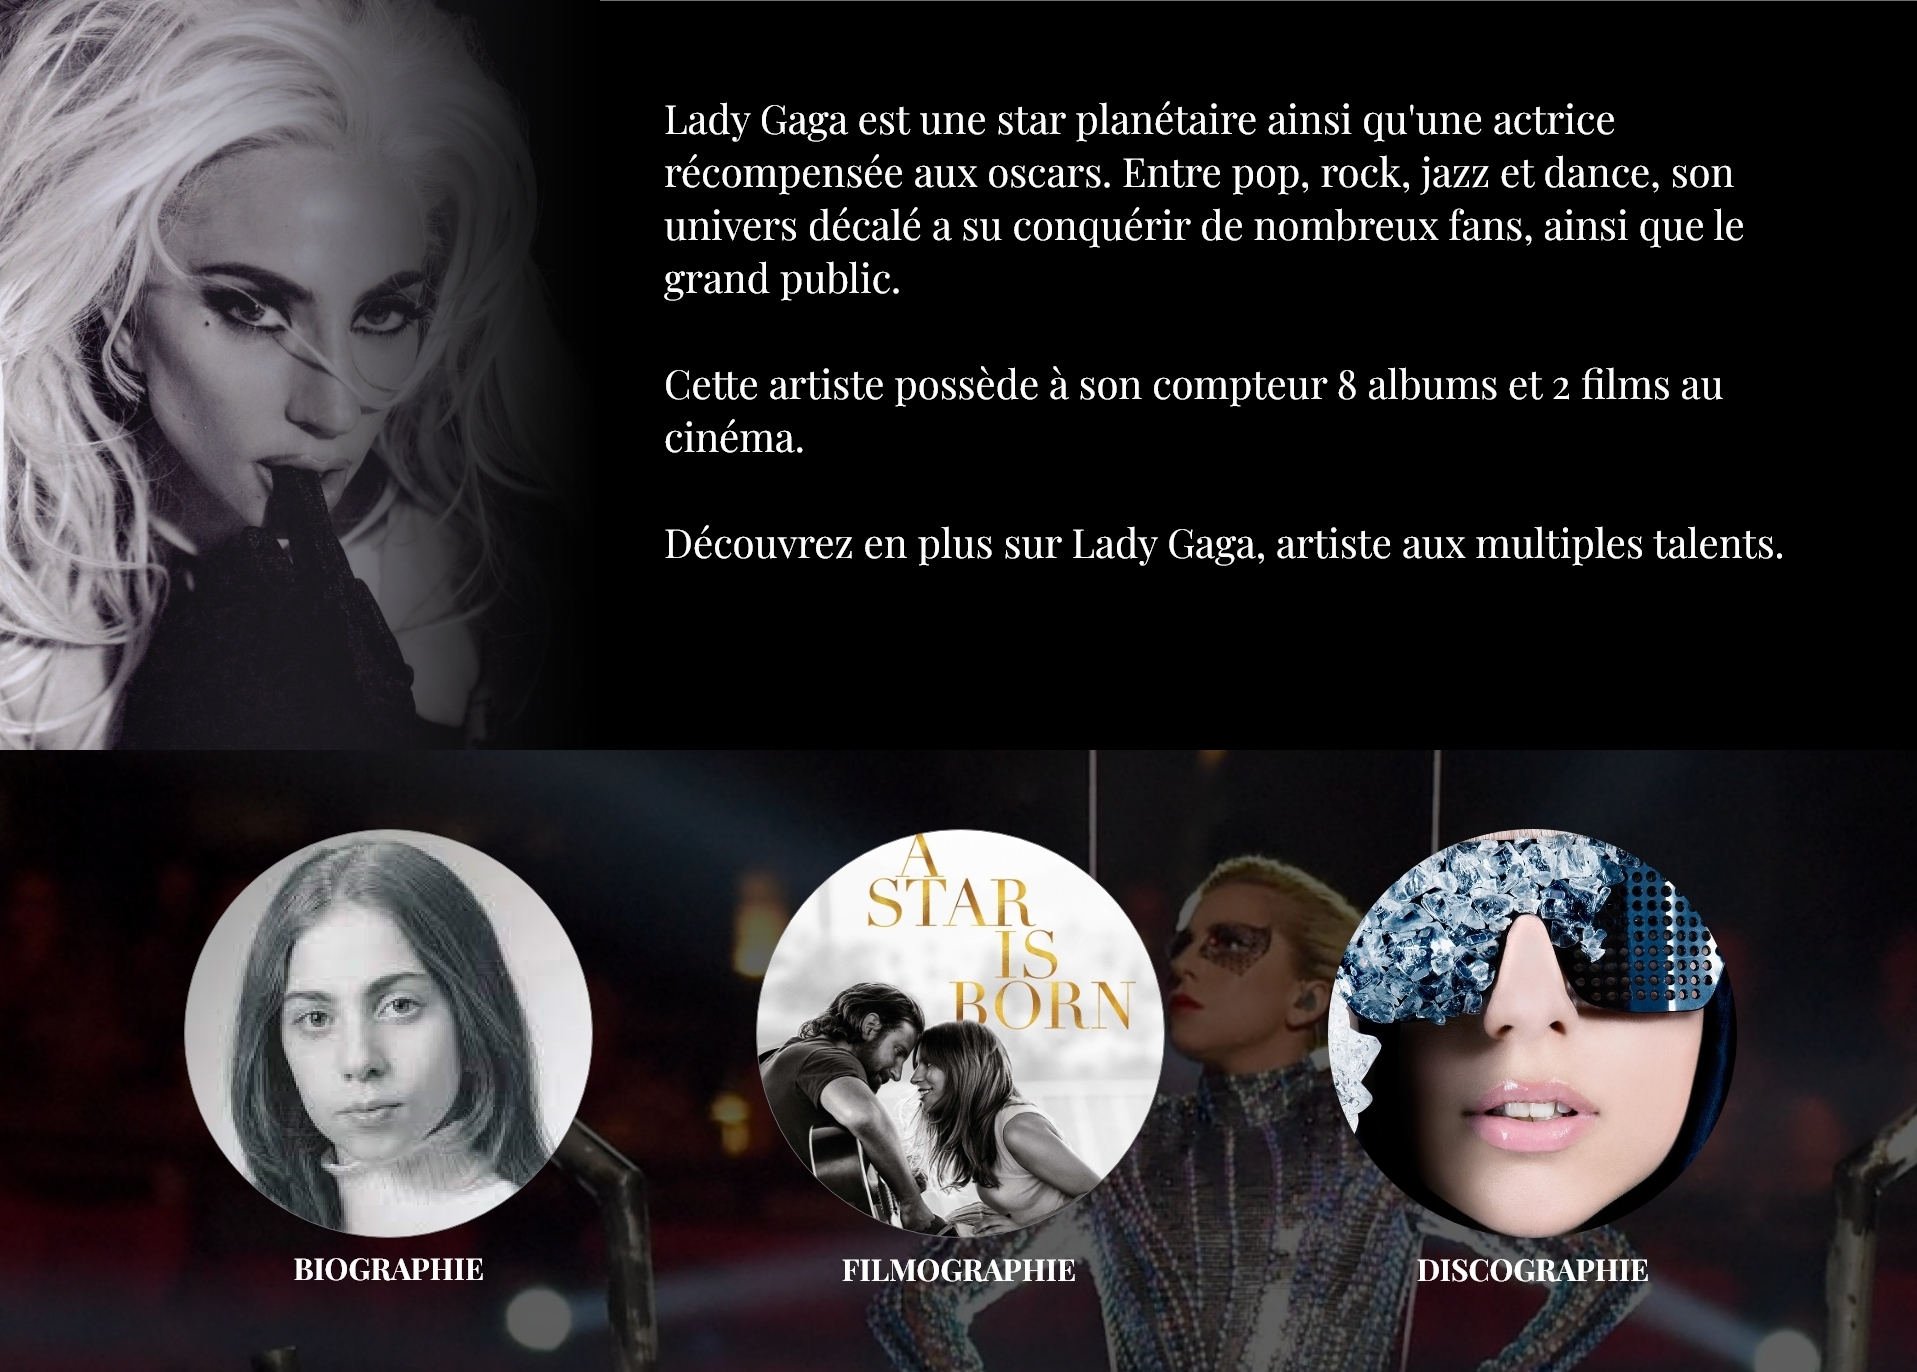 Lady Gaga est une star planétaire ainsi qu'une actrice
récompensée aux oscars. Entre pop, rock, jazz et dance, son
univers décalé a su conquérir de nombreux fans, ainsi que le
grand public.
Cette artiste possède à son compteur 8 albums et 2 films au
cinéma.
Découvrez en plus sur Lady Gaga, artiste aux multiples talents.
A
STAR
IS
BORN
BIOGRAPHIE
FILMOGRAPHIE
DISCOGRAPHIE